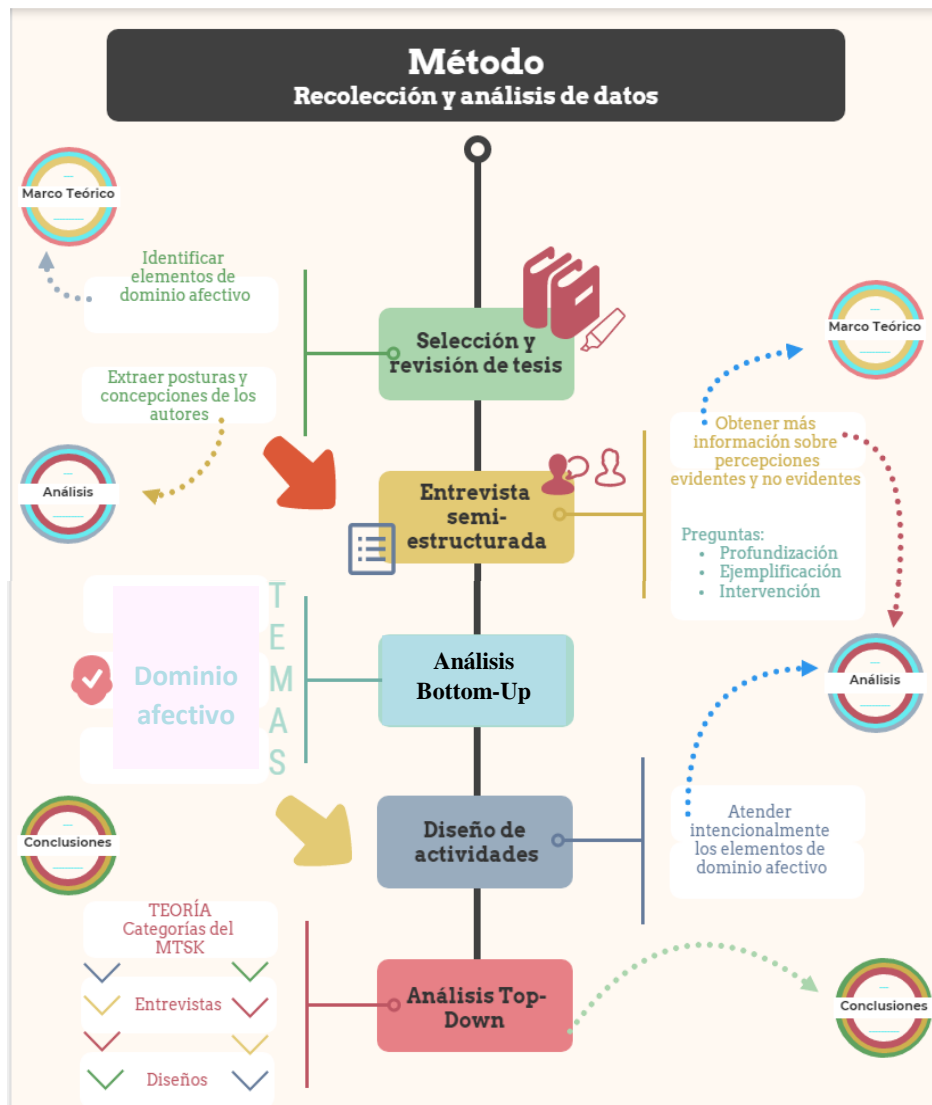 Método
Recolección y análisis de datos
Marco Teórico
Identificar
elementos de
dominio afectivo
Selección y
revisión de tesis
Marco Teórico
Extraer posturas y
concepciones de los
autores
Obtener más
información sobre
percepciones
evidentes y no evidentes
Análisis
Entrevista
semi-
estructurada
Preguntas:
• Profundización
• Ejemplificación
• Intervención
Dominio
afectivo
TEMAS
Análisis
Bottom-Up
Análisis
Conclusiones
Diseño de
actividades
Atender
intencionalmente
los elementos de
dominio afectivo
TEORÍA
Categorías del
MTSK
Entrevistas
Diseños
Análisis Top-
Down
Conclusiones